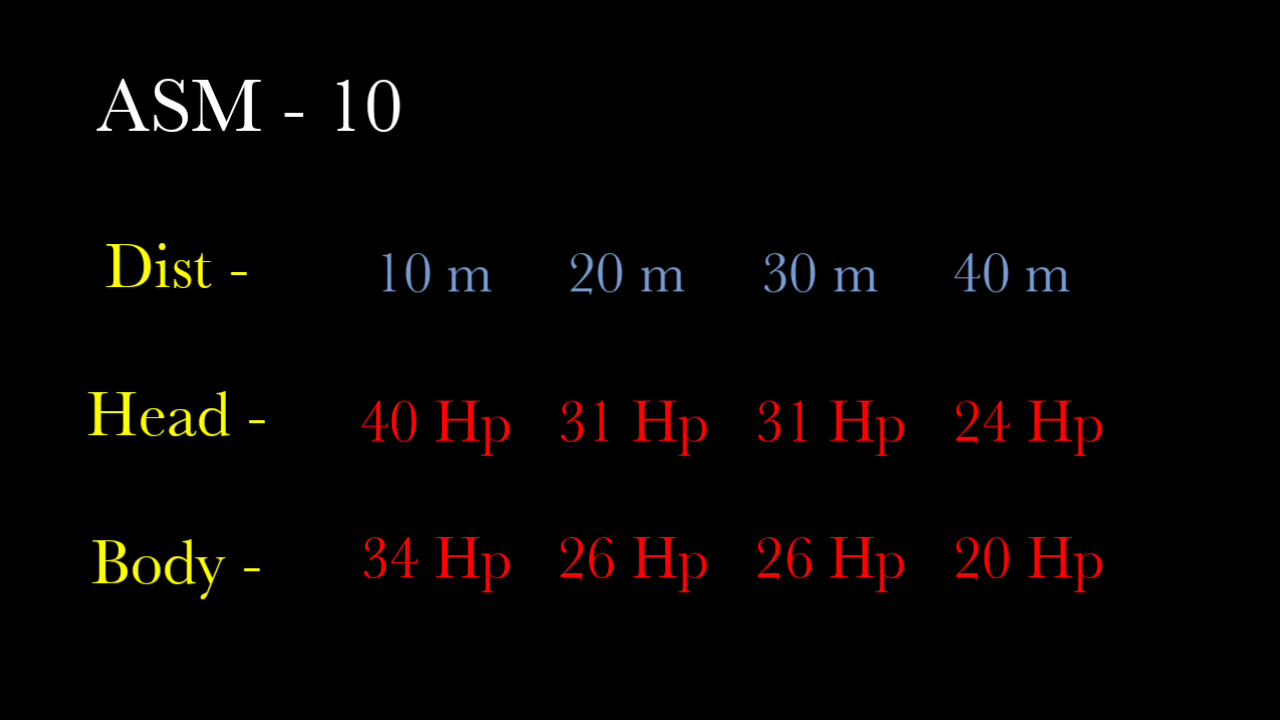 ASM - 10
Dist - 10 m 20 m 30 m 40 m
Head - 40 Hp 31 Hp 31 Hp 24 Hp
Body - 34 Hp 26 Hp 26 Hp 20 Hp